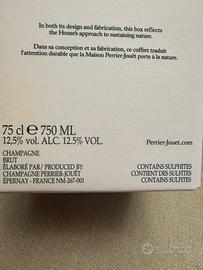 In both its design and fabrication, this box reflects
the House's approach to sustaining nature.
Dans sa conception et sa fabrication, ce coffret traduit
l'attention durable que la Maison Perrier-Jouët porte à la nature.
75 cl e 750 ML
12,5% vol. ALC. 12.5% VOL.
Perrier-Jouet.com
CHAMPAGNE
BRUT
ÉLABORÉ PAR/ PRODUCED BY
CHAMPAGNE PERRIER-JOUËT
ÉPERNAY - FRANCE NM-267-001
CONTAINS SULPHITES
CONTIENT DES SULFITES
CONTAINS SULFITES
subito